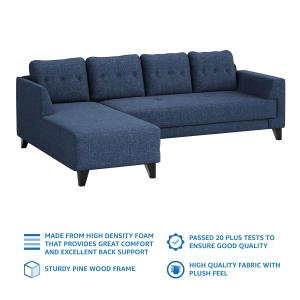 MADE FROM HIGH DENSITY FOAM
THAT PROVIDES GREAT COMFORT
AND EXCELLENT BACK SUPPORT
STURDY PINE WOOD FRAME
PASSED 20 PLUS TESTS TO
ENSURE GOOD QUALITY
HIGH QUALITY FABRIC WITH
PLUSH FEEL